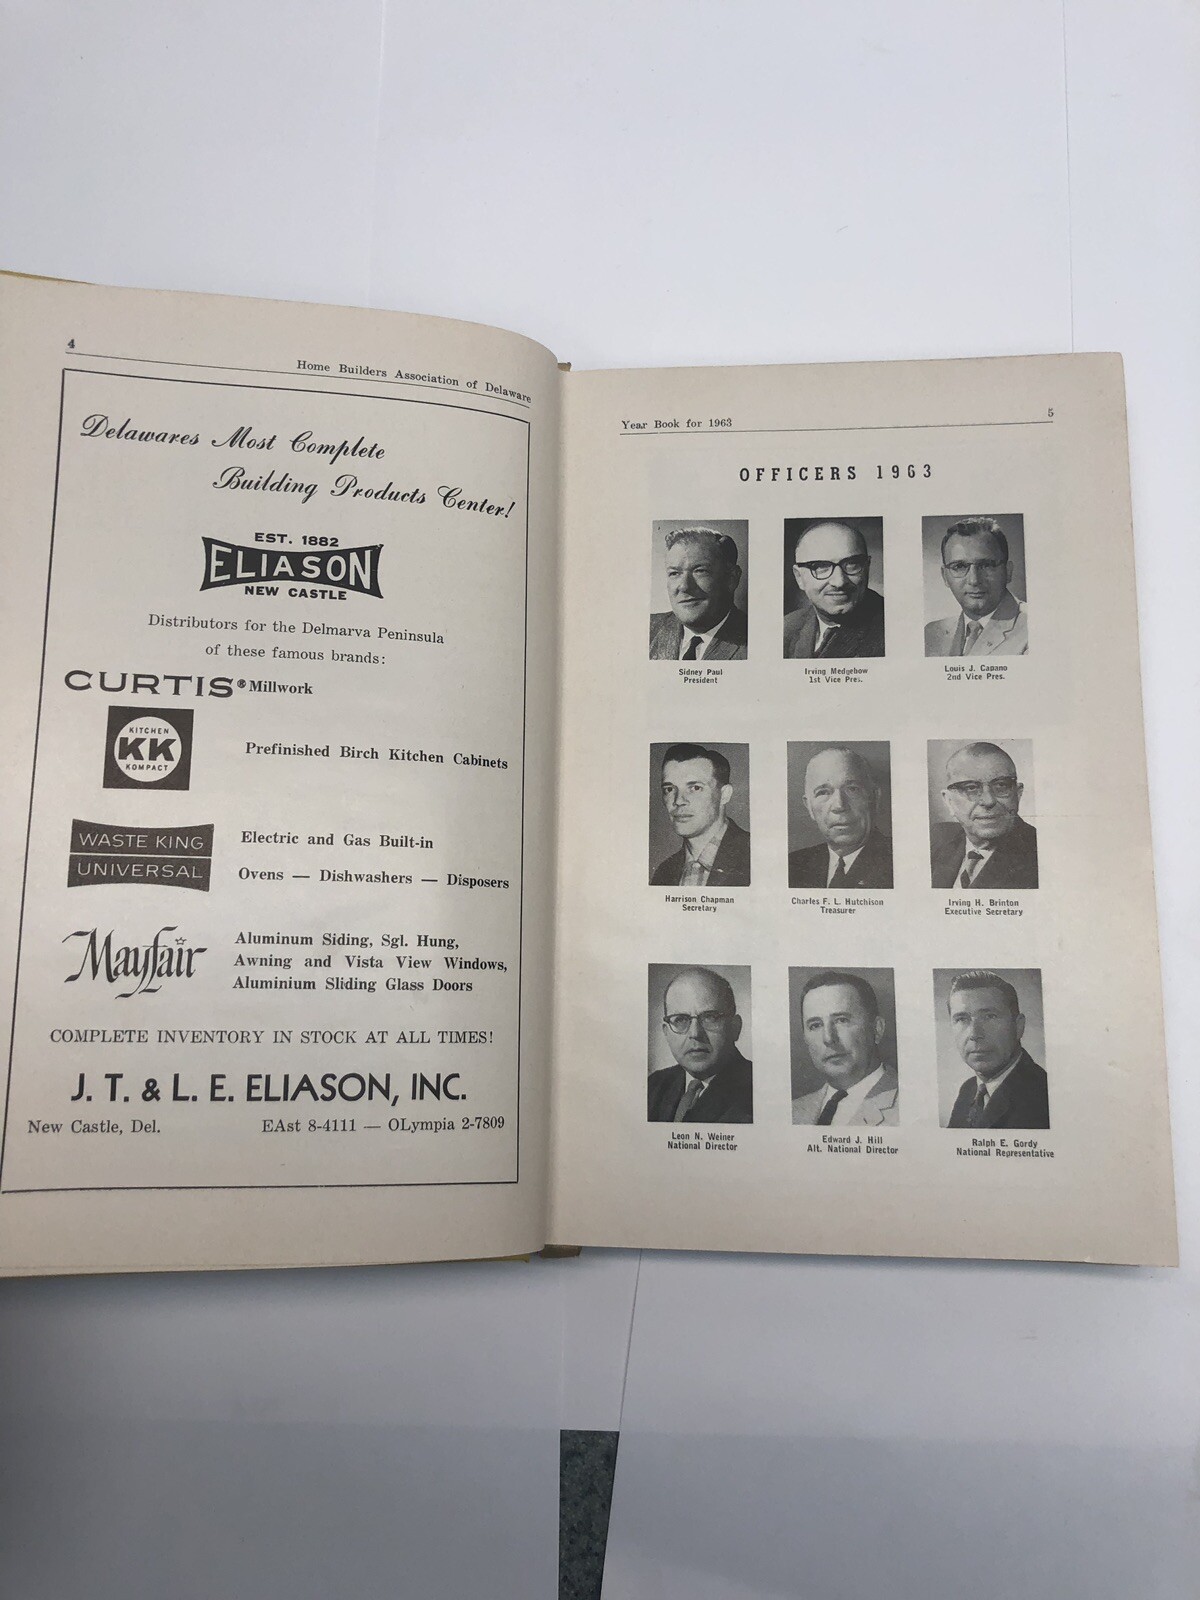 4
Home Builders Association of Delaware
Delawares Most Complete
Building Products Center!
EST. 1882
ELIASON
NEW CASTLE
Distributors for the Delmarva Peninsula
of these famous brands:
CURTIS® Millwork
KITCHEN
KK
KOMPACT
Prefinished Birch Kitchen Cabinets
WASTE KING
UNIVERSAL
Electric and Gas Built-in
Ovens — Dishwashers — Disposers
Mayfair
Aluminum Siding, Sgl. Hung,
Awning and Vista View Windows,
Aluminium Sliding Glass Doors
COMPLETE INVENTORY IN STOCK AT ALL TIMES!
J. T. & L. E. ELIASON, INC.
New Castle, Del. EAst 8-4111 — OLympia 2-7809
Year Book for 1963 5
OFFICERS 1963
Sidney Paul
President
Irving Medgebow
1st Vice Pres.
Louis J. Capano
2nd Vice Pres.
Harrison Chapman
Secretary
Charles F. L. Hutchison
Treasurer
Irving H. Brinton
Executive Secretary
Leon N. Weiner
National Director
Edward J. Hill
Alt. National Director
Ralph E. Gordy
National Representative